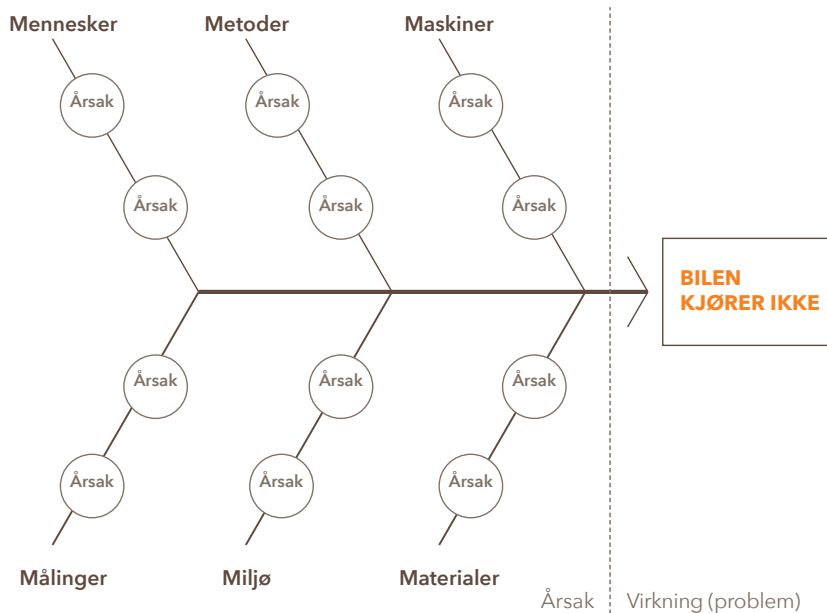 Mennesker
Metoder
Maskiner
Årsak
Årsak
Årsak
Årsak
Årsak
Årsak
BILEN
KJØRER IKKE
Årsak
Årsak
Årsak
Årsak
Årsak
Årsak
Målinger
Miljø
Materialer
Årsak
Virkning (problem)